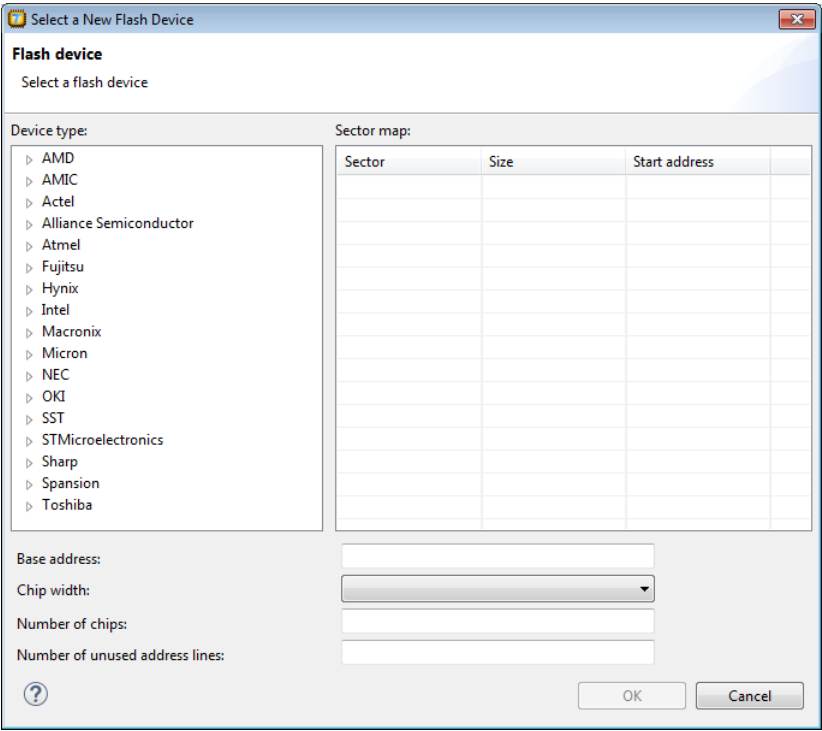 Select a New Flash Device
Flash device
Select a flash device
Device type:
Sector map:
AMD
AMIC
Actel
Alliance Semiconductor
Atmel
Fujitsu
Hynix
Intel
Macronix
Micron
NEC
OKI
SST
STMicroelectronics
Sharp
Spansion
Toshiba
Sector Size Start address
Base address:
Chip width:
Number of chips:
Number of unused address lines:
?
OK Cancel